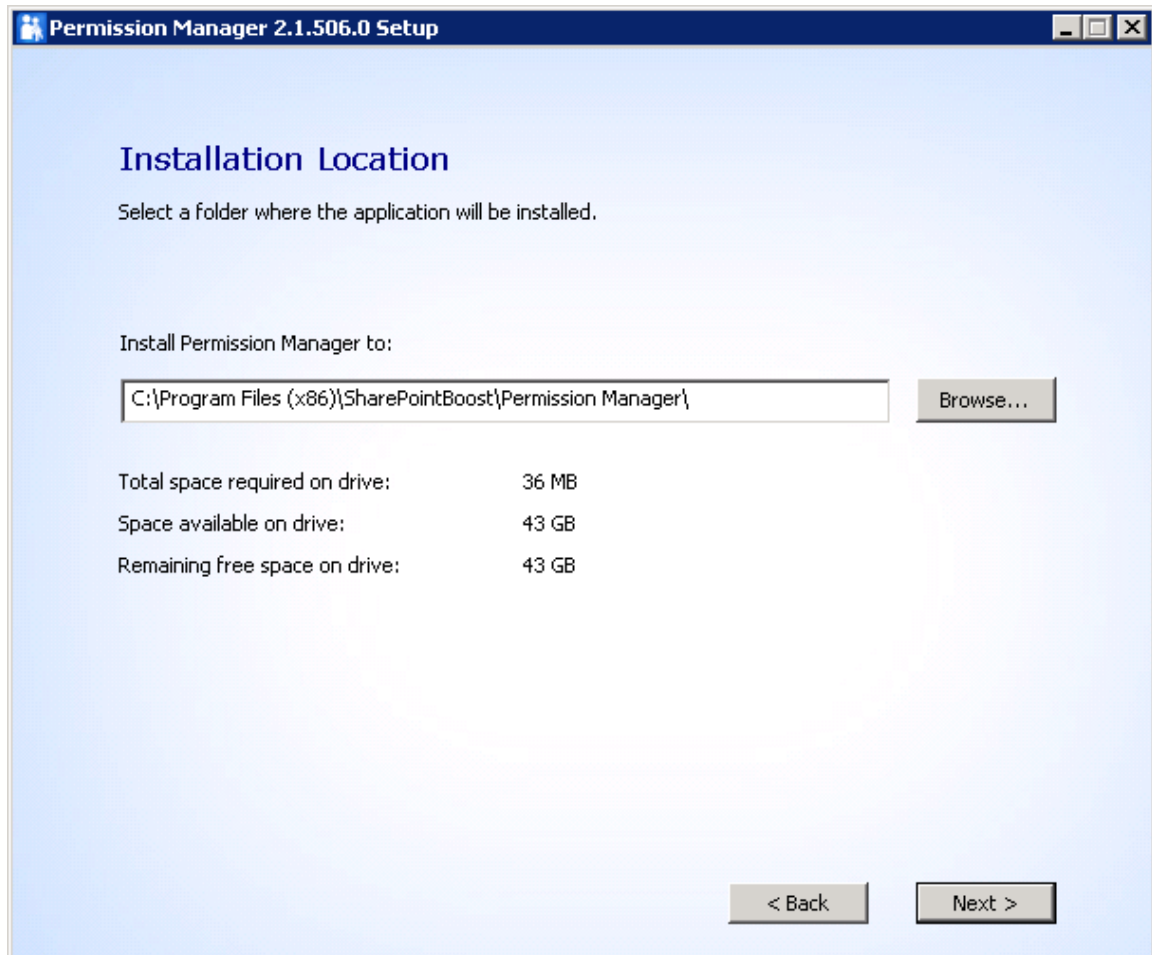 Permission Manager 2.1.506.0 Setup
Installation Location
Select a folder where the application will be installed.
Install Permission Manager to:
C:\Program Files (x86)\SharePointBoost\Permission Manager\
Browse...
Total space required on drive: 36 MB
Space available on drive: 43 GB
Remaining free space on drive: 43 GB
< Back Next >